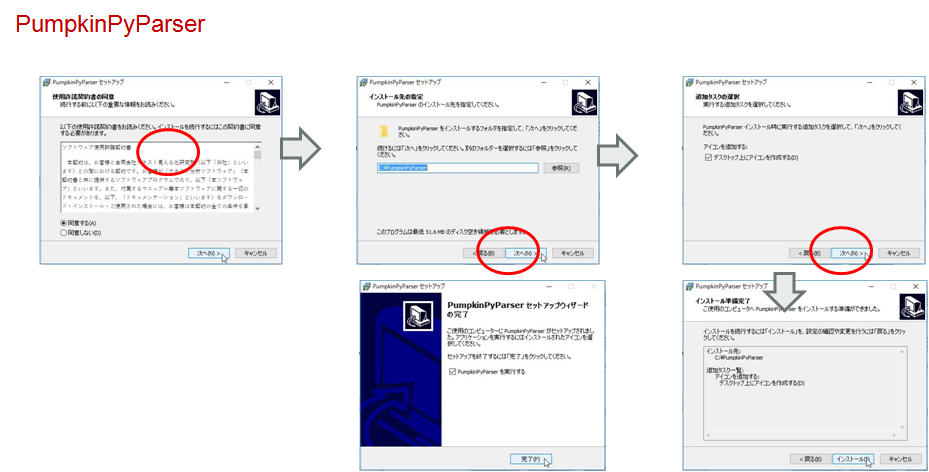 PumpkinPyParser
PumpkinPyParser セットアップ
使用許諾契約書の同意
続行する前に以下の重要な情報をお読みください。
以下の使用許諾契約書をお読みください。インストールを続行するにはこの契約書に同意
する必要があります。
ソフトウェア使用許諾契約書
本契約は、お客様と合同会社テキスト見える化研究所（以下「弊社」といい
ます）との間における契約です。お客様が
分析ソフトウェア」（本
契約書と共に提供するソフトウェアプログラムであり、以下「本ソフトウェ
ア」といいます。また、付属するマニュアル等本ソフトウェアに関する一切の
ドキュメントを、以下、「ドキュメンテーション」といいます）をダウンロー
ド・インストール・ご使用された場合には、お客様は本契約の全ての条件を承
同意する(A)
同意しない(D)
次へ(N) >
キャンセル
PumpkinPyParser セットアップ
インストール先の指定
PumpkinPyParser のインストール先を指定してください。
PumpkinPyParser をインストールするフォルダを指定して、「次へ」をクリックしてくだ
さい。
続けるには「次へ」をクリックしてください。別のフォルダーを選択するには「参照」をクリックし
てください。
C:¥PumpkinPyParser
参照(R)
このプログラムは最低 51.6 MB のディスク空き領域を必要とします。
< 戻る(B)
次へ(N) >
キャンセル
PumpkinPyParser セットアップ
追加タスクの選択
実行する追加タスクを選択してください。
PumpkinPyParser インストール時に実行する追加タスクを選択して、「次へ」をクリックし
てください。
アイコンを追加する:
デスクトップ上にアイコンを作成する(D)
< 戻る(B)
次へ(N) >
キャンセル
PumpkinPyParser セットアップ
インストール準備完了
ご使用のコンピュータへ PumpkinPyParser をインストールする準備ができました。
インストールを続行するには「インストール」を、設定の確認や変更を行うには「戻る」をクリッ
クしてください。
インストール先:
C:¥PumpkinPyParser
追加タスク一覧:
アイコンを追加する:
デスクトップ上にアイコンを作成する(D)
< 戻る(B)
インストール(I)
キャンセル
PumpkinPyParser セットアップ
PumpkinPyParser セットアップウィザード
の完了
ご使用のコンピューターに PumpkinPyParser がセットアップされまし
た。アプリケーションを実行するにはインストールされたアイコンを選
択してください。
セットアップを終了するには「完了」をクリックしてください。
PumpkinPyParser を実行する
完了(F)